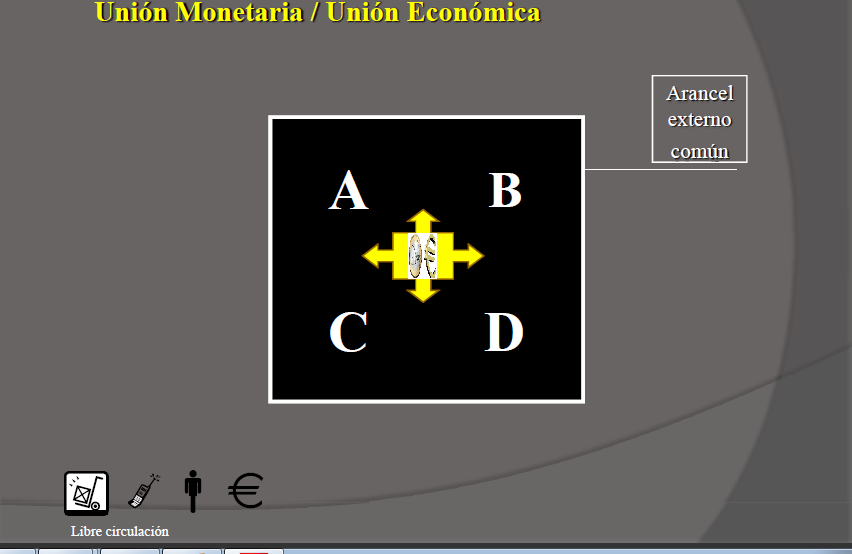 Unión Monetaria / Unión Económica
Arancel
externo
común
A B
€
C D
€
Libre circulación